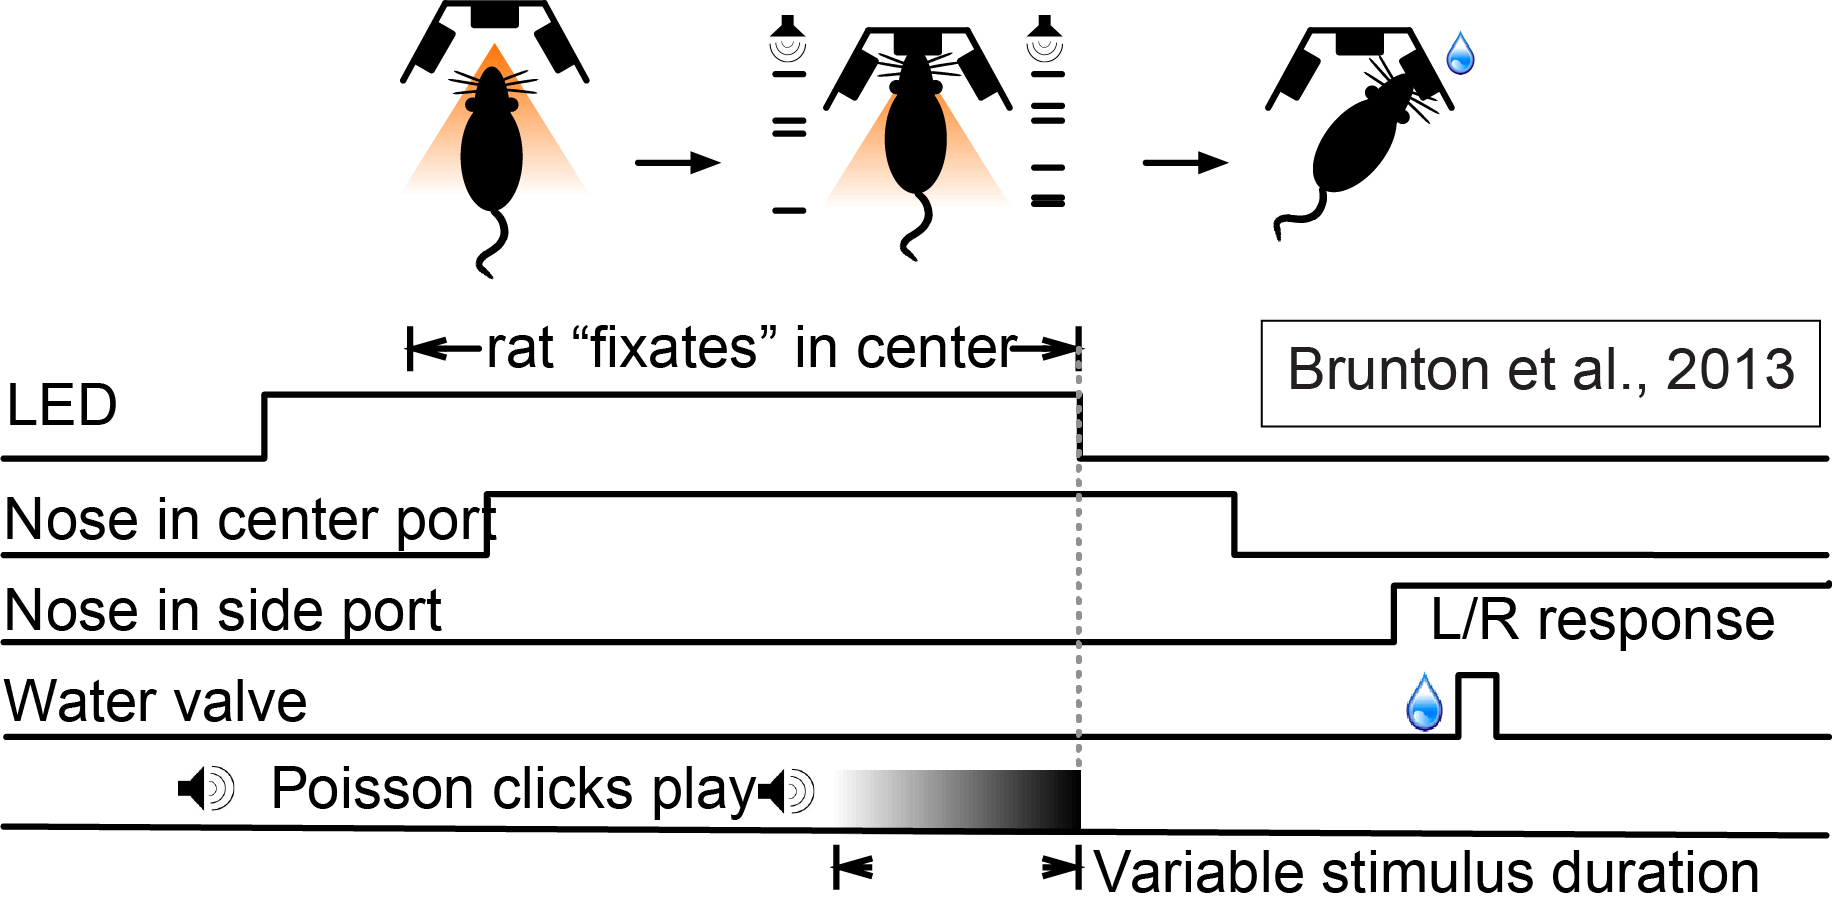 rat “fixates” in center
Brunton et al., 2013
LED
Nose in center port
Nose in side port
L/R response
Water valve
Poisson clicks play
Variable stimulus duration